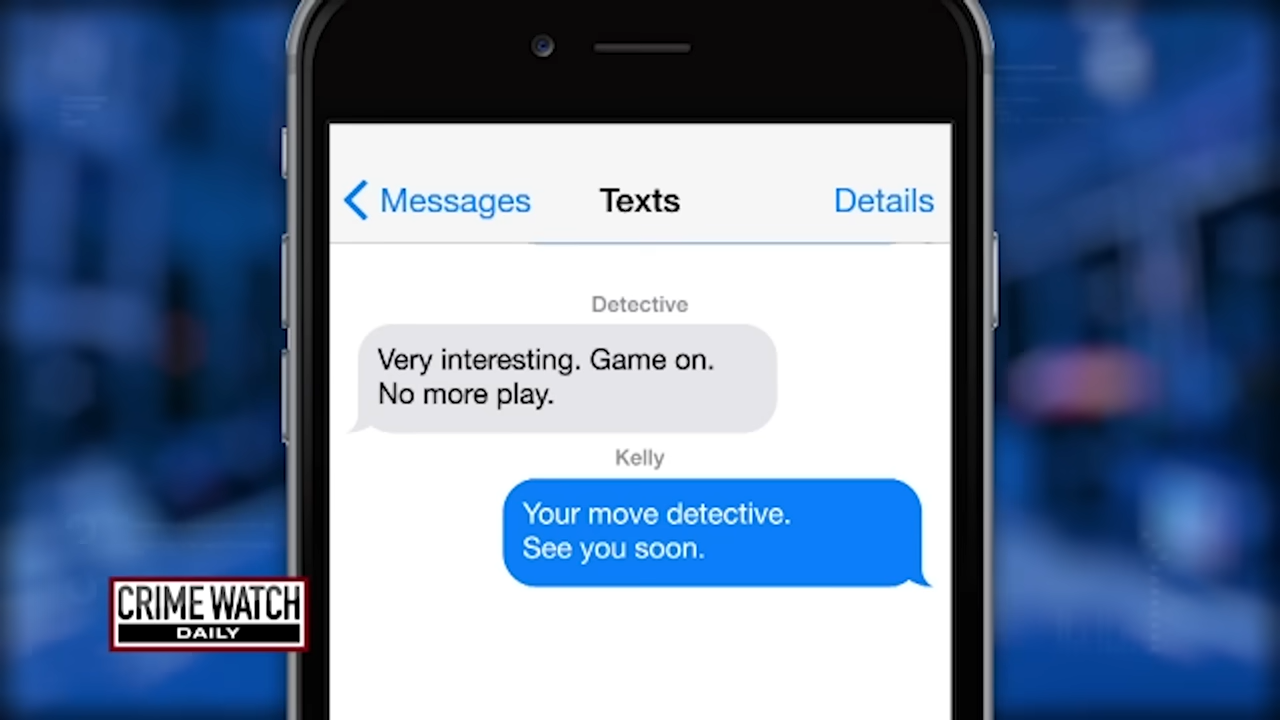 Messages
Texts
Details
Detective
Very interesting. Game on.
No more play.
Kelly
Your move detective.
See you soon.
CRIME WATCH
DAILY